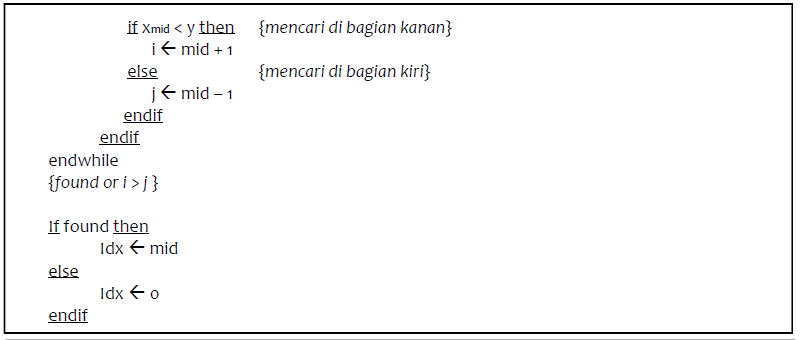 if Xmid < y then {mencari di bagian kanan}
i ← mid + 1
else {mencari di bagian kiri}
j ← mid – 1
endif
endif
endwhile
{found or i > j }
If found then
Idx ← mid
else
Idx ← 0
endif